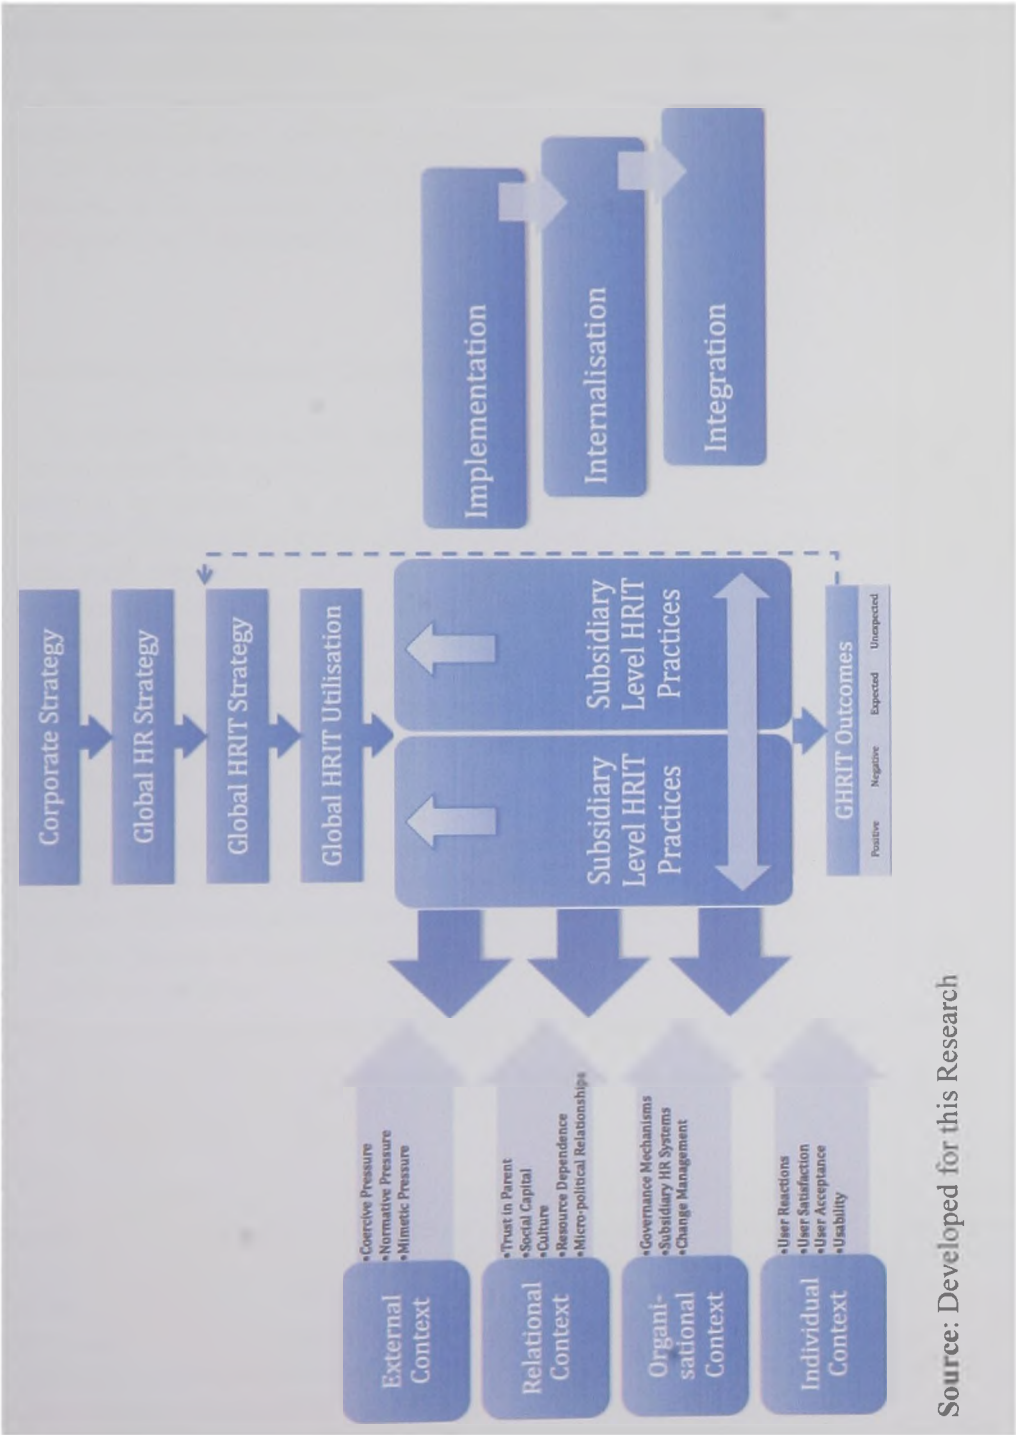 Corporate Strategy
Global HR Strategy
Global HRIT Strategy
Global HRIT Utilisation
External
Context
•Coercive Pressure
•Normative Pressure
•Mimetic Pressure
Relational
Context
•Trust in Parent
•Social Capital
•Culture
•Resource Dependence
•Micro-political Relationships
Organi-
sational
Context
•Governance Mechanisms
•Subsidiary HR Systems
•Change Management
Individual
Context
•User Reactions
•User Satisfaction
•User Acceptance
•Usability
Subsidiary
Level HRIT
Practices
Subsidiary
Level HRIT
Practices
Implementation
Internalisation
Integration
GHRIT Outcomes
Positive Negative Expected Unexpected
Source: Developed for this Research